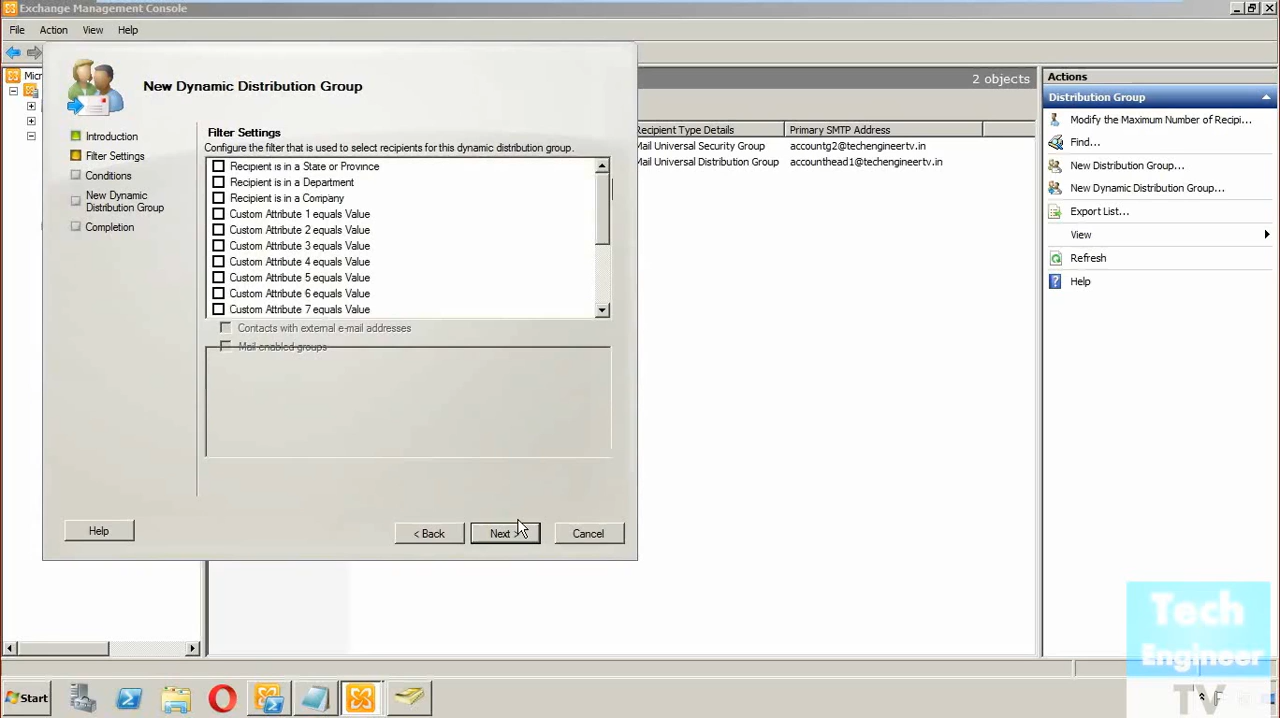 Exchange Management Console
File Action View Help
Micr
New Dynamic Distribution Group
Introduction
Filter Settings
Conditions
New Dynamic
Distribution Group
Completion
Filter Settings
Configure the filter that is used to select recipients for this dynamic distribution group.
Recipient is in a State or Province
Recipient is in a Department
Recipient is in a Company
Custom Attribute 1 equals Value
Custom Attribute 2 equals Value
Custom Attribute 3 equals Value
Custom Attribute 4 equals Value
Custom Attribute 5 equals Value
Custom Attribute 6 equals Value
Custom Attribute 7 equals Value
Contacts with external e-mail addresses
Mail enabled groups
Help
< Back
Next >
Cancel
2 objects
Recipient Type Details Primary SMTP Address
Mail Universal Security Group accountg2@techengineertv.in
Mail Universal Distribution Group accounthead1@techengineertv.in
Actions
Distribution Group
Modify the Maximum Number of Recipi...
Find...
New Distribution Group...
New Dynamic Distribution Group...
Export List...
View
Refresh
Help
Start
Tech
Engineer
TV